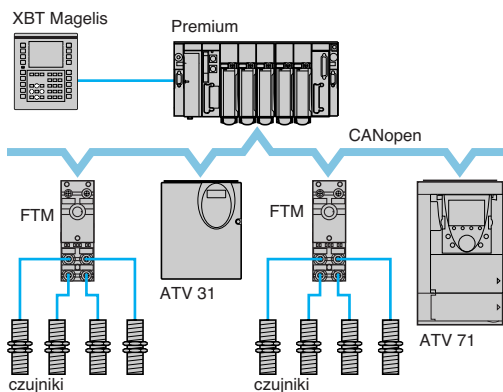 XBT Magelis
Premium
CANopen
FTM
FTM
ATV 31
ATV 71
czujniki
czujniki